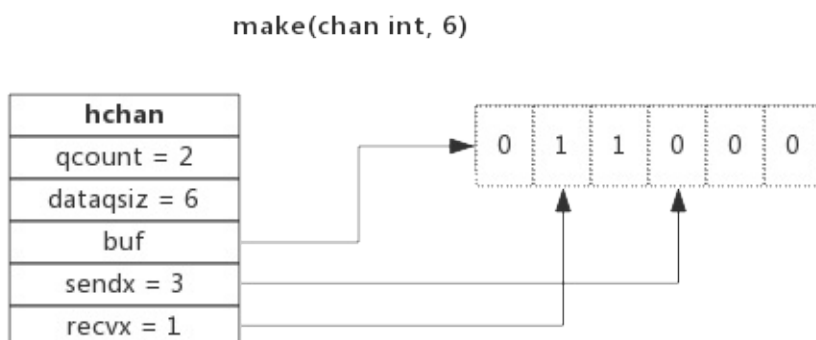 make(chan int, 6)
hchan
qcount = 2
dataqsiz = 6
buf
sendx = 3
recvx = 1
0 1 1 0 0 0